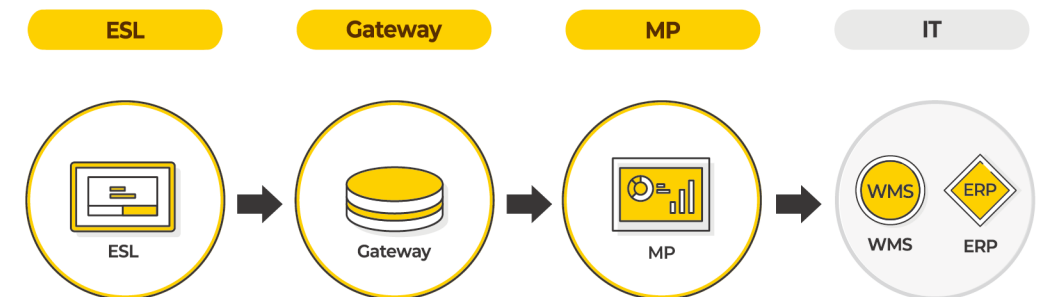 ESL
Gateway
MP
IT
ESL
Gateway
MP
WMS
ERP
WMS
ERP